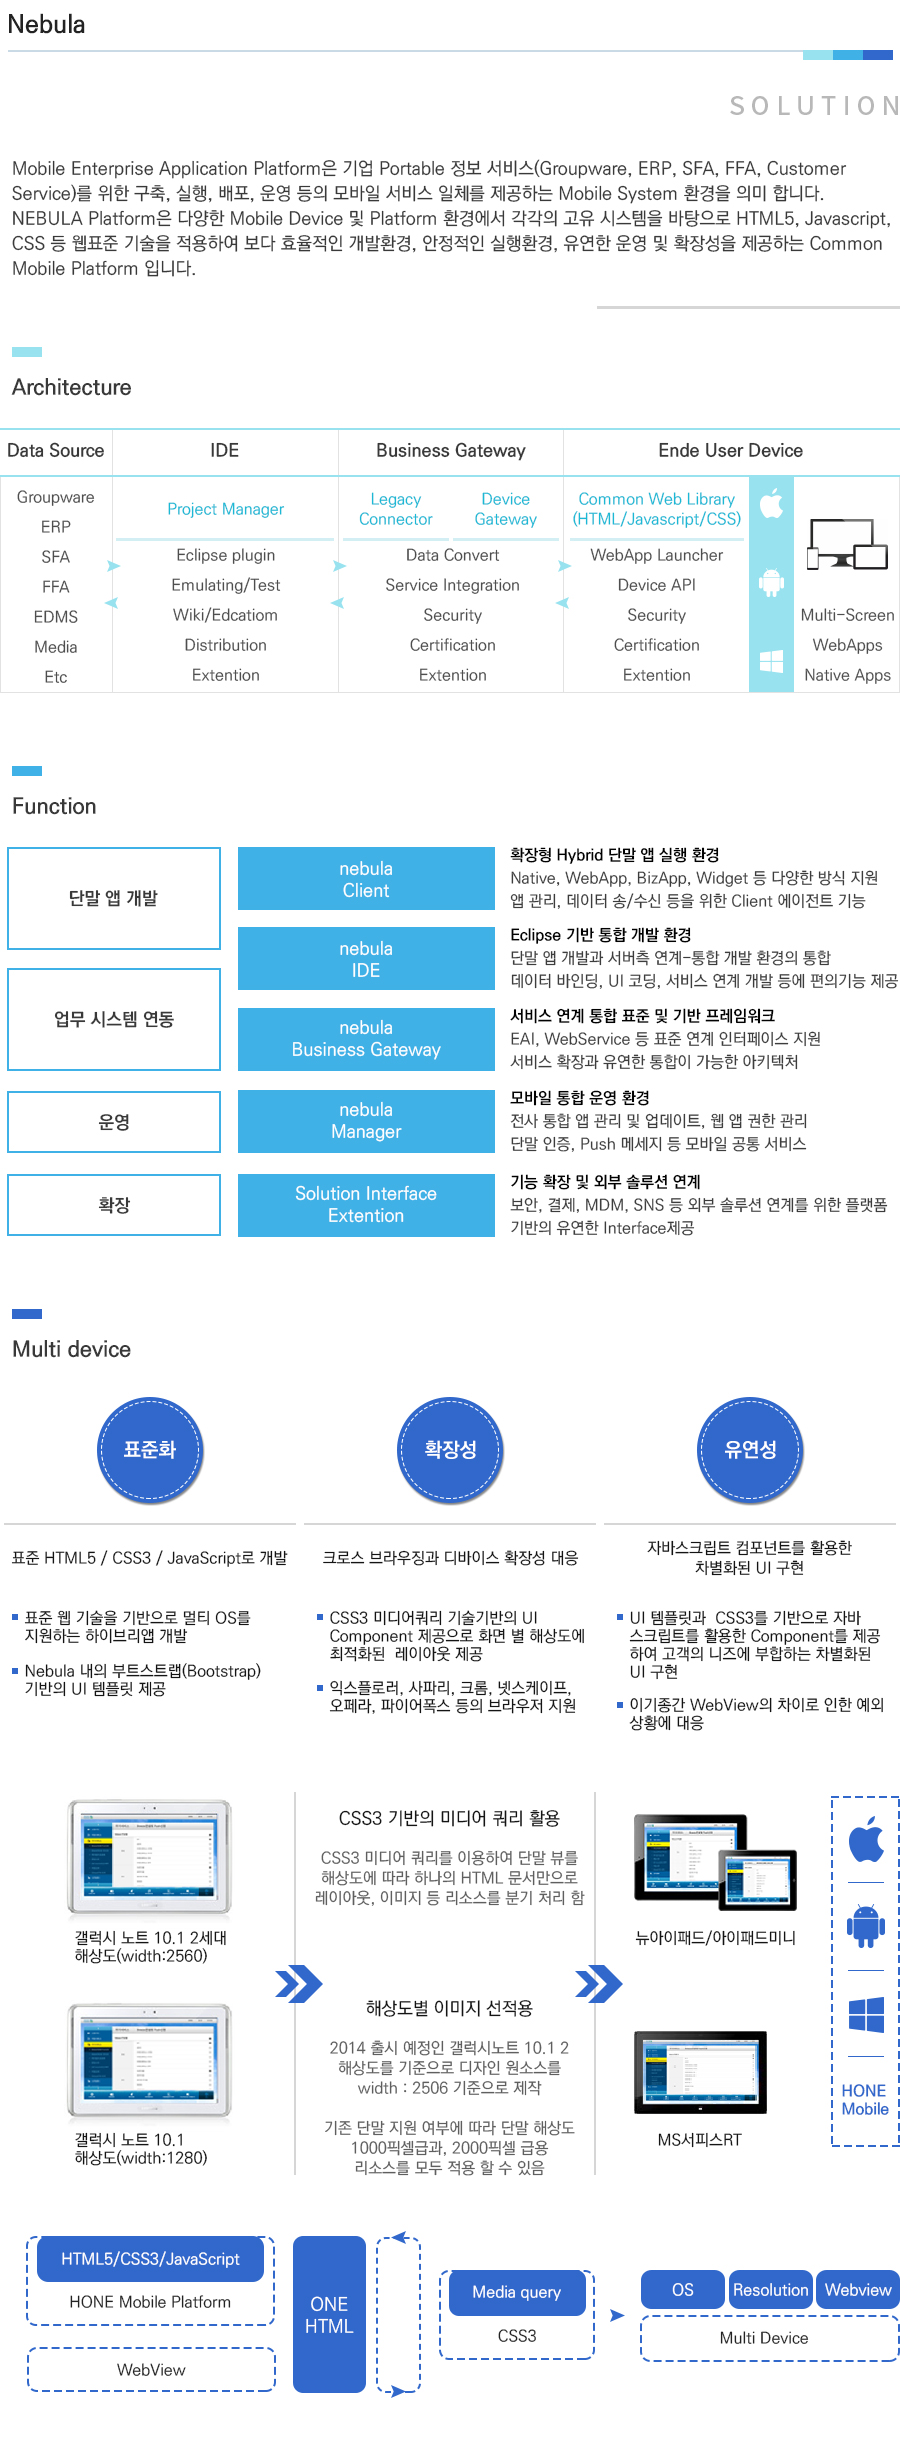 Nebula
SOLUTION
Mobile Enterprise Application Platform은 기업 Portable 정보 서비스(Groupware, ERP, SFA, FFA, Customer
Service)를 위한 구축, 실행, 배포, 운영 등의 모바일 서비스 일체를 제공하는 Mobile System 환경을 의미 합니다.
NEBULA Platform은 다양한 Mobile Device 및 Platform 환경에서 각각의 고유 시스템을 바탕으로 HTML5, Javascript,
CSS 등 웹표준 기술을 적용하여 보다 효율적인 개발환경, 안정적인 실행환경, 유연한 운영 및 확장성을 제공하는 Common
Mobile Platform 입니다.
Architecture
Data Source
IDE
Business Gateway
Ende User Device
Groupware
ERP
SFA
FFA
EDMS
Media
Etc
Project Manager
Eclipse plugin
Emulating/Test
Wiki/Edcatiom
Distribution
Extention
Legacy
Connector
Device
Gateway
Data Convert
Service Integration
Security
Certification
Extention
Common Web Library
(HTML/Javascript/CSS)
WebApp Launcher
Device API
Security
Certification
Extention
Multi-Screen
WebApps
Native Apps
Function
단말 앱 개발
업무 시스템 연동
운영
확장
nebula
Client
확장형 Hybrid 단말 앱 실행 환경
Native, WebApp, BizApp, Widget 등 다양한 방식 지원
앱 관리, 데이터 송/수신 등을 위한 Client 에이전트 기능
nebula
IDE
Eclipse 기반 통합 개발 환경
단말 앱 개발과 서버측 연계-통합 개발 환경의 통합
데이터 바인딩, UI 코딩, 서비스 연계 개발 등에 편의기능 제공
nebula
Business Gateway
서비스 연계 통합 표준 및 기반 프레임워크
EAI, WebService 등 표준 연계 인터페이스 지원
서비스 확장과 유연한 통합이 가능한 아키텍처
nebula
Manager
모바일 통합 운영 환경
전사 통합 앱 관리 및 업데이트, 웹 앱 권한 관리
단말 인증, Push 메세지 등 모바일 공통 서비스
Solution Interface
Extention
기능 확장 및 외부 솔루션 연계
보안, 결제, MDM, SNS 등 외부 솔루션 연계를 위한 플랫폼
기반의 유연한 Interface제공
Multi device
표준화
표준 HTML5 / CSS3 / JavaScript로 개발
표준 웹 기술을 기반으로 멀티 OS를
지원하는 하이브리앱 개발
Nebula 내의 부트스트랩(Bootstrap)
기반의 UI 템플릿 제공
확장성
크로스 브라우징과 디바이스 확장성 대응
CSS3 미디어쿼리 기술기반의 UI
Component 제공으로 화면 별 해상도에
최적화된 레이아웃 제공
익스플로러, 사파리, 크롬, 넷스케이프,
오페라, 파이어폭스 등의 브라우저 지원
유연성
자바스크립트 컴포넌트를 활용한
차별화된 UI 구현
UI 템플릿과 CSS3를 기반으로 자바
스크립트를 활용한 Component를 제공
하여 고객의 니즈에 부합하는 차별화된
UI 구현
이기종간 WebView의 차이로 인한 예외
상황에 대응
갤럭시 노트 10.1 2세대
해상도(width:2560)
갤럭시 노트 10.1
해상도(width:1280)
CSS3 기반의 미디어 쿼리 활용
CSS3 미디어 쿼리를 이용하여 단말 뷰를
해상도에 따라 하나의 HTML 문서만으로
레이아웃, 이미지 등 리소스를 분기 처리 함
해상도별 이미지 선적용
2014 출시 예정인 갤럭시노트 10.1 2
해상도를 기준으로 디자인 원소스를
width : 2506 기준으로 제작
기존 단말 지원 여부에 따라 단말 해상도
1000픽셀급과, 2000픽셀 급용
리소스를 모두 적용 할 수 있음
뉴아이패드/아이패드미니
MS서피스RT
HONE
Mobile
HTML5/CSS3/JavaScript
HONE Mobile Platform
WebView
ONE
HTML
Media query
CSS3
OS
Resolution
Webview
Multi Device